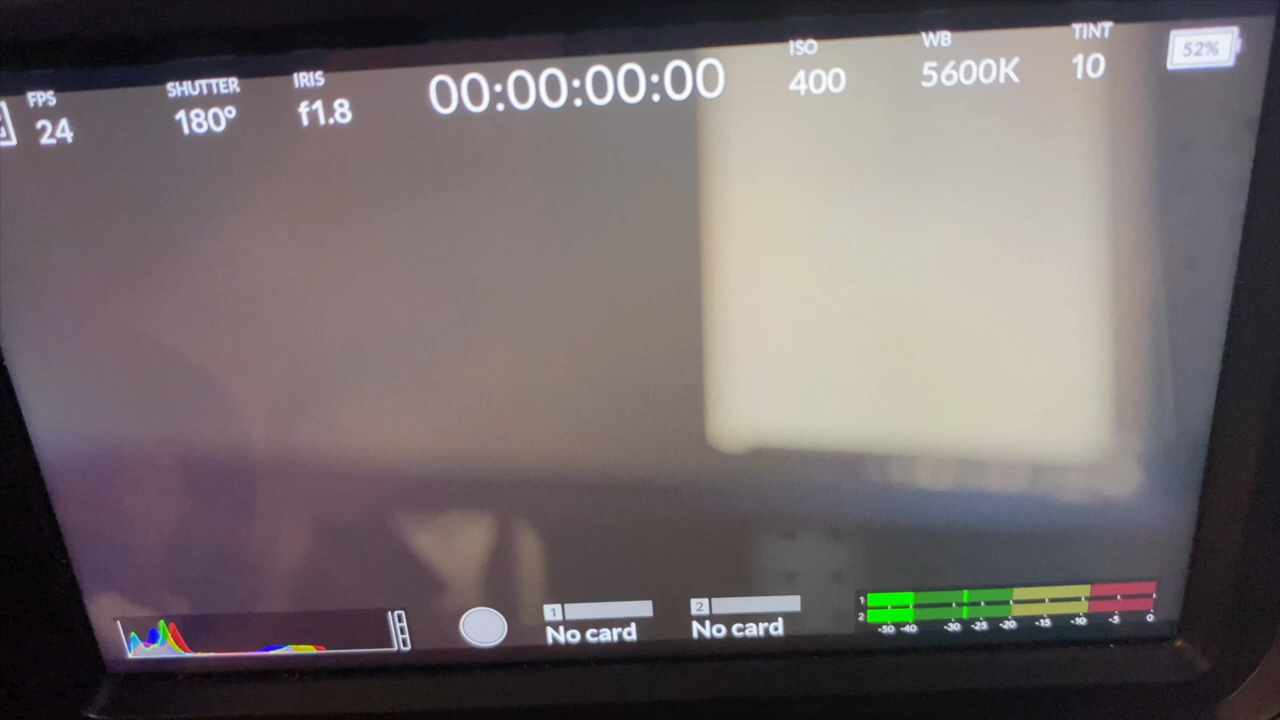 FPS
24
SHUTTER
180°
IRIS
f1.8
00:00:00:00
ISO
400
WB
5600K
TINT
10
52%
1
No card
2
No card
1
2
-50 -40 -30 -25 -20 -15 -10 -5 0